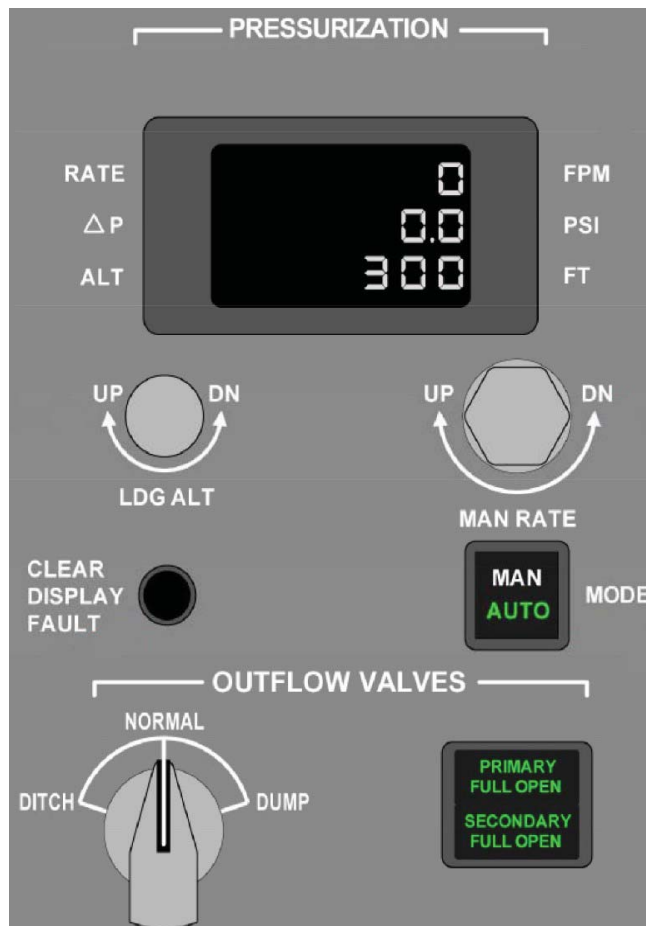 PRESSURIZATION
RATE 0 FPM
△ P 0.0 PSI
ALT 300 FT
UP DN UP DN
LDG ALT
MAN RATE
CLEAR
DISPLAY
FAULT
MAN
AUTO
MODE
OUTFLOW VALVES
NORMAL
DITCH DUMP
PRIMARY
FULL OPEN
SECONDARY
FULL OPEN